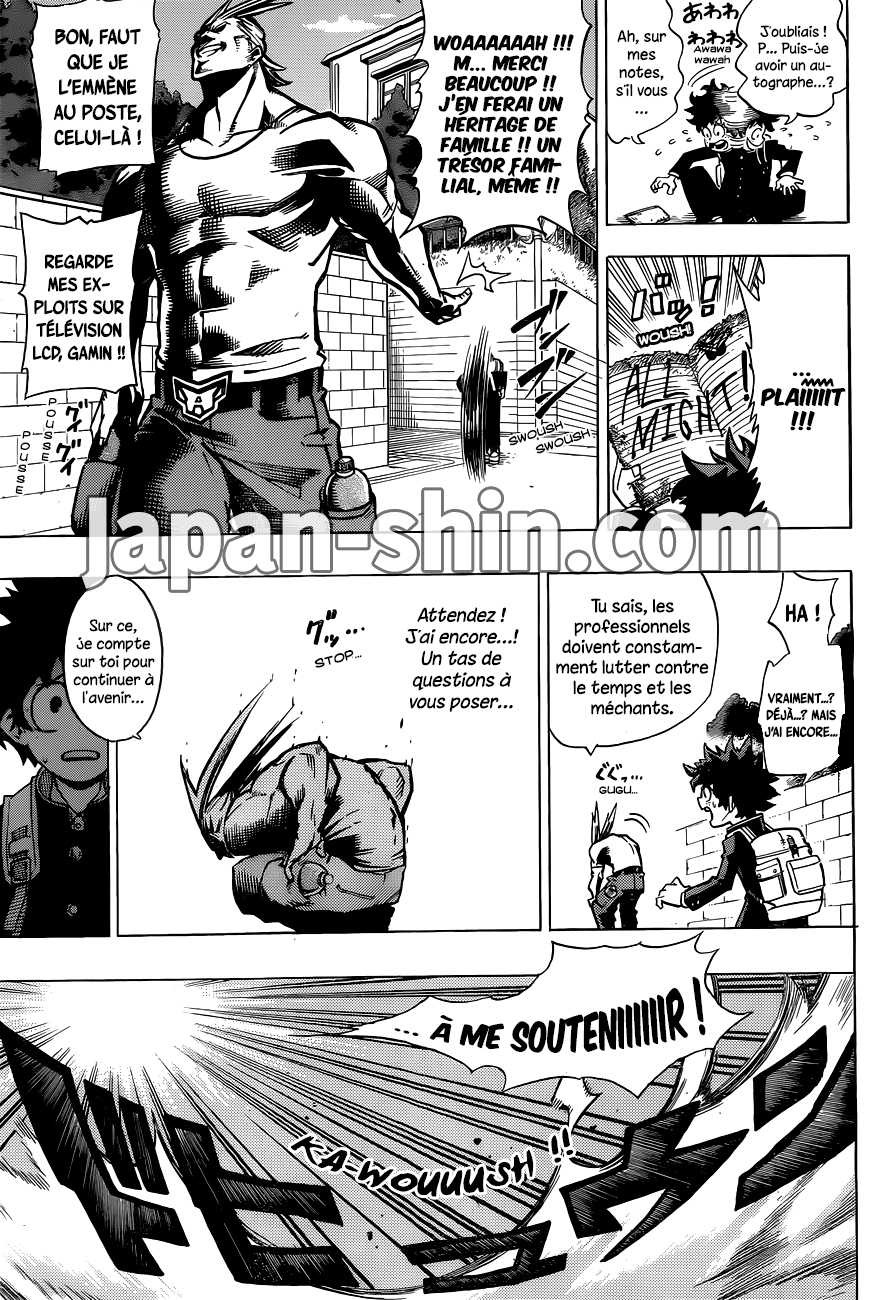 J'oubliais !
P... Puis-je
avoir un au-
tographe...?
Ah, sur
mes
notes,
s'il vous
...
あわわ
わわわ
Awawa
wawah
...
PLAIIIIIT
!!!
WOUSH!
ALL
MIGHT!
WOAAAAAAH !!!
M... MERCI
BEAUCOUP !!
J'EN FERAI UN
HÉRITAGE DE
FAMILLE !! UN
TRÉSOR FAMI-
LIAL, MÊME !!
SWOUSH
SWOUSH
BON, FAUT
QUE JE
L'EMMÈNE
AU POSTE,
CELUI-LÀ !
REGARDE
MES EX-
PLOITS SUR
TÉLÉVISION
LCD, GAMIN !!
グイ
グイ
POUSSE
POUSSE
Japan-shin.com
HA !
VRAIMENT...?
DÉJÀ...? MAIS
J'AI ENCORE...
Tu sais, les
professionnels
doivent constam-
ment lutter contre
le temps et les
méchants.
ぐぐっ...
GUGU...
Attendez !
J'ai encore...!
Un tas de
questions à
vous poser...
グッ...
STOP...
Sur ce,
je compte
sur toi pour
continuer à
l'avenir...
... À ME SOUTENIIIIIIR !
KA-WOUUUSH !!
ドヒュウン